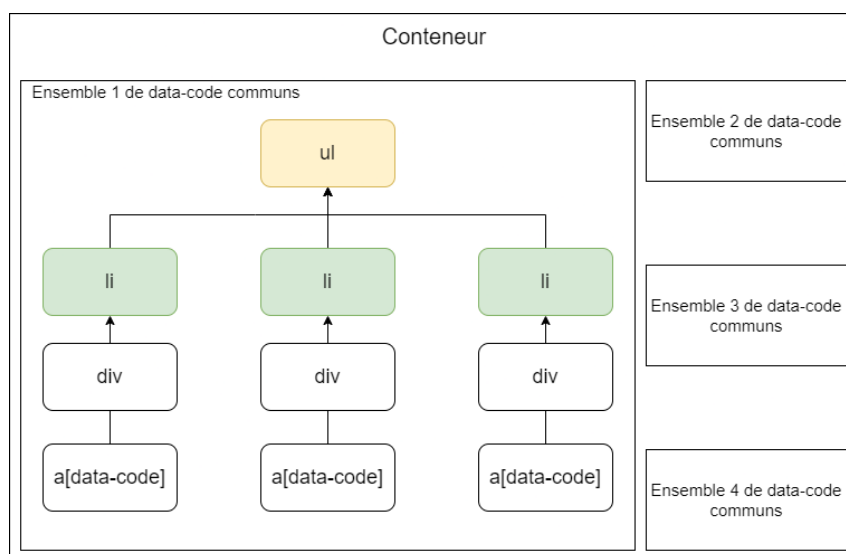 Conteneur
Ensemble 1 de data-code communs
ul
li
li
li
div
div
div
a[data-code]
a[data-code]
a[data-code]
Ensemble 2 de data-code
communs
Ensemble 3 de data-code
communs
Ensemble 4 de data-code
communs